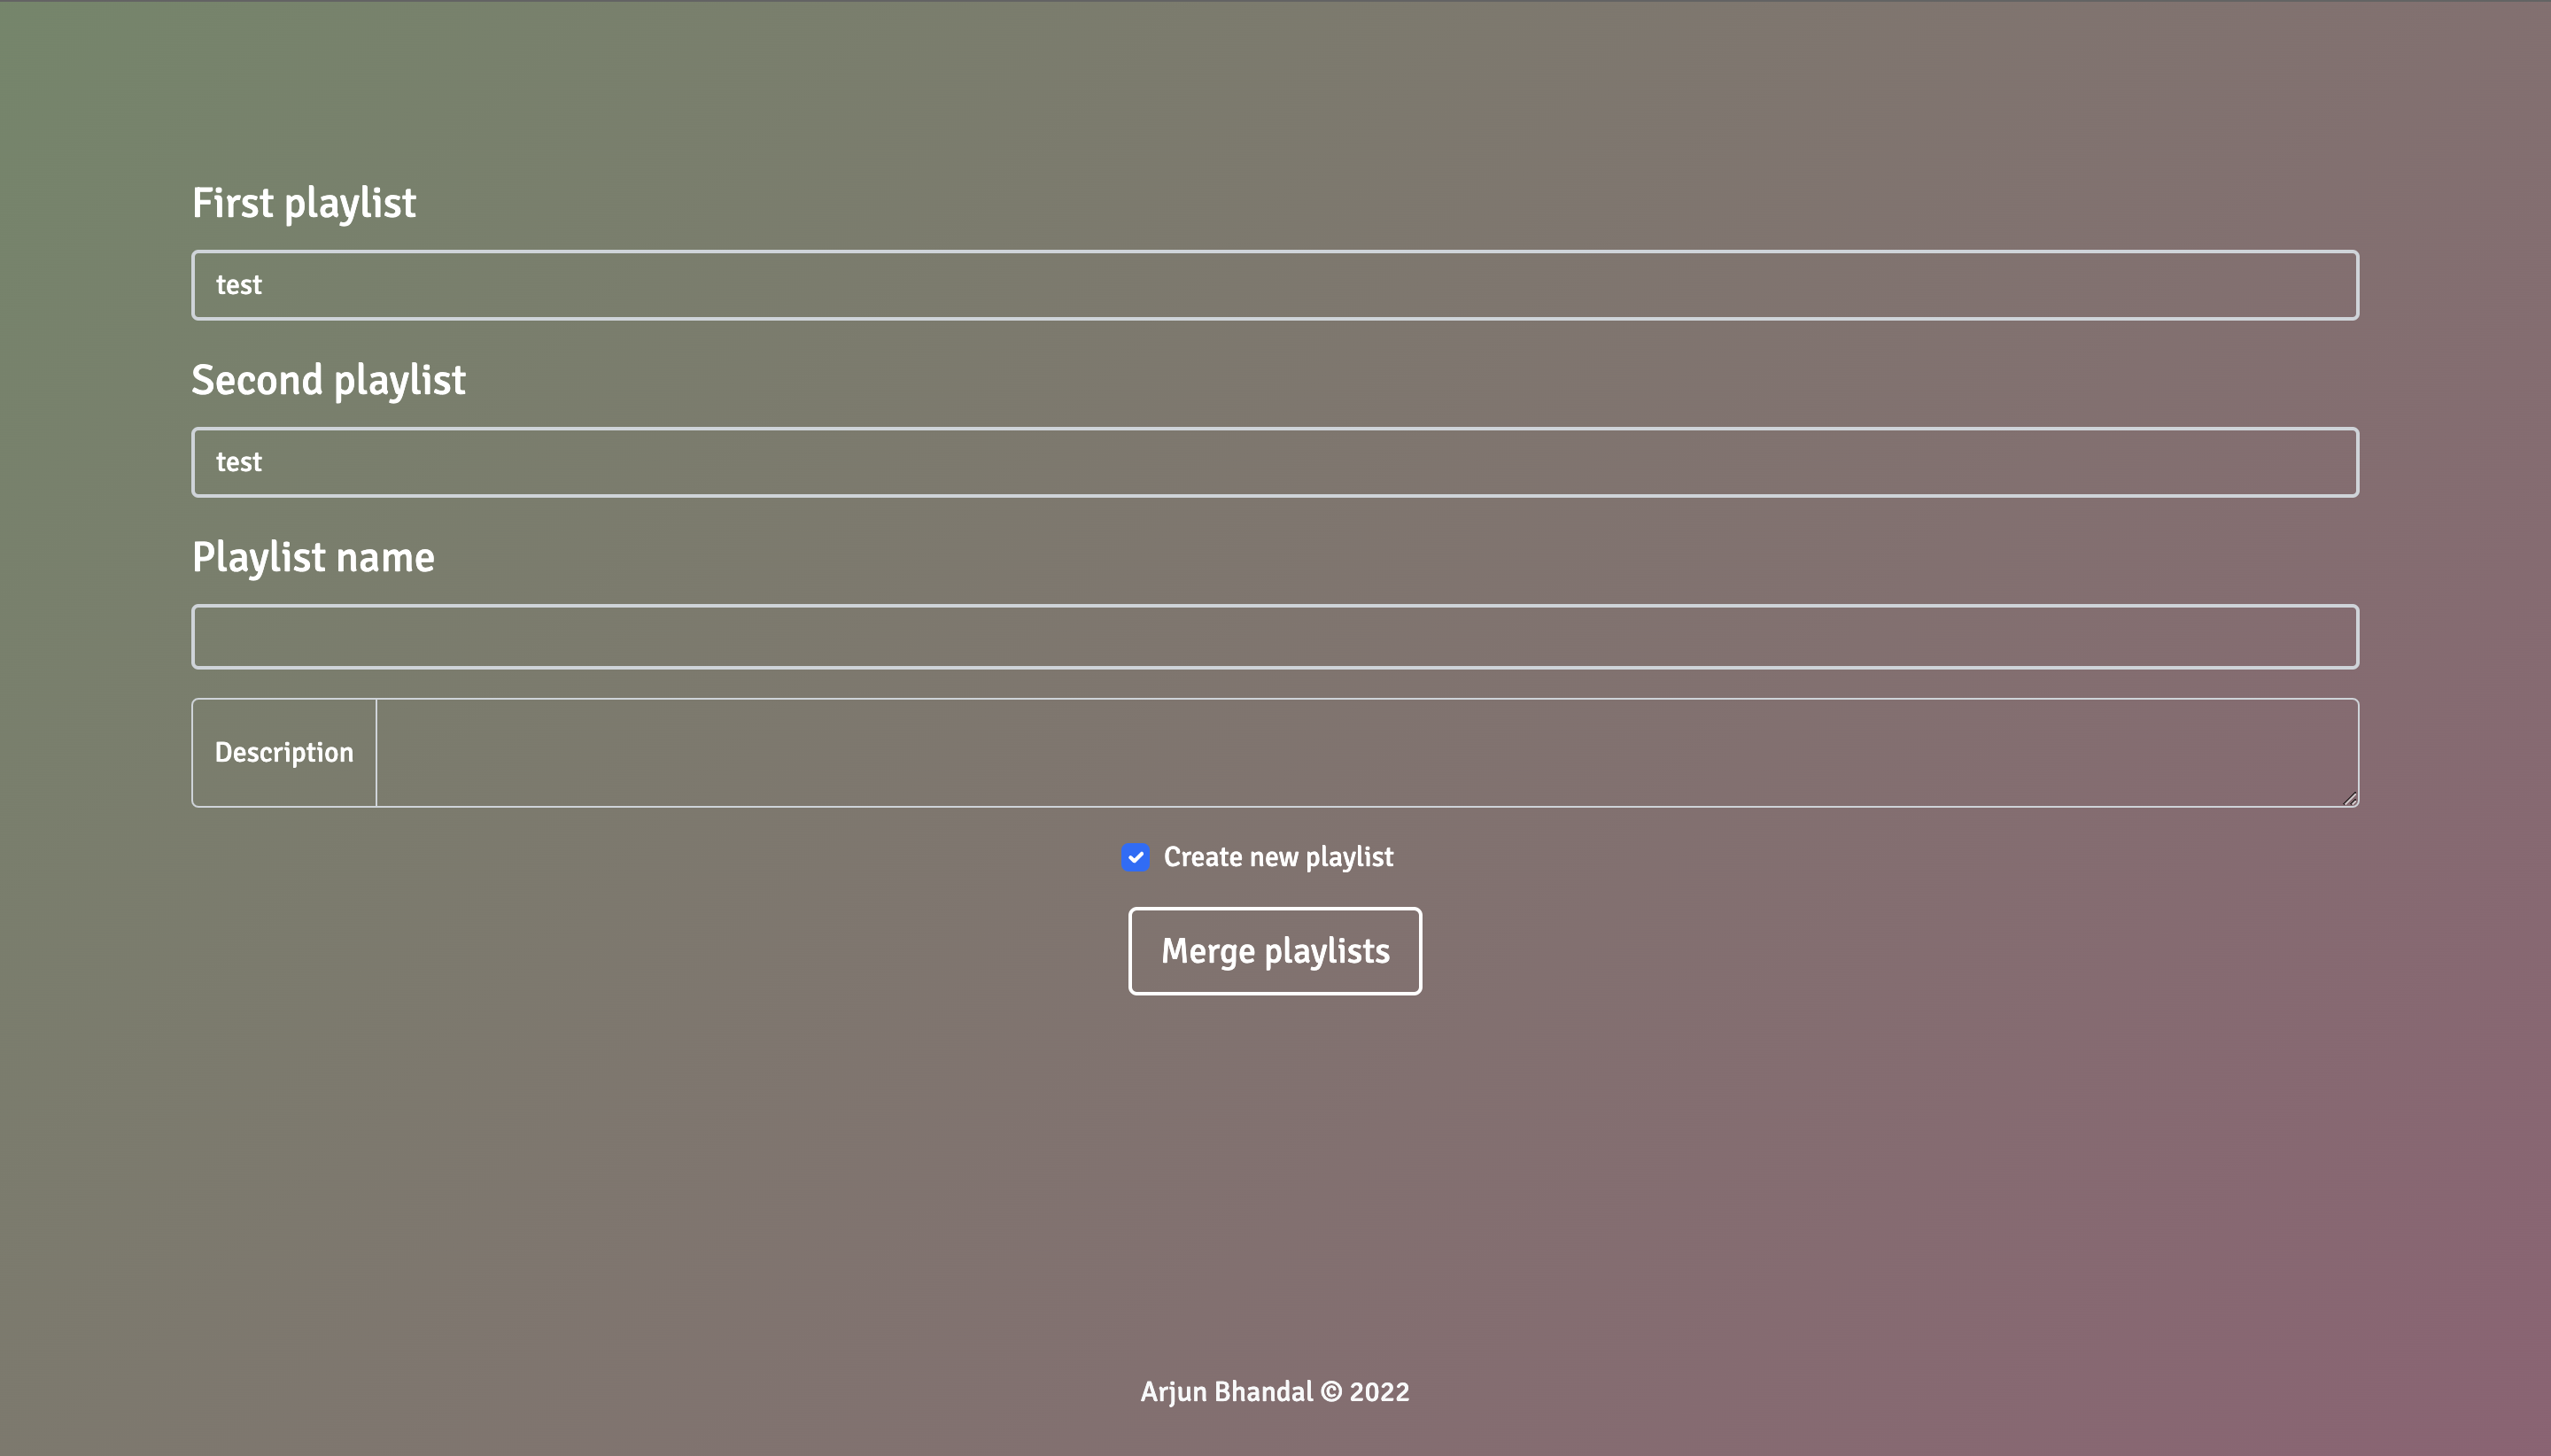 First playlist
test
Second playlist
test
Playlist name
Description
Create new playlist
Merge playlists
Arjun Bhandal © 2022